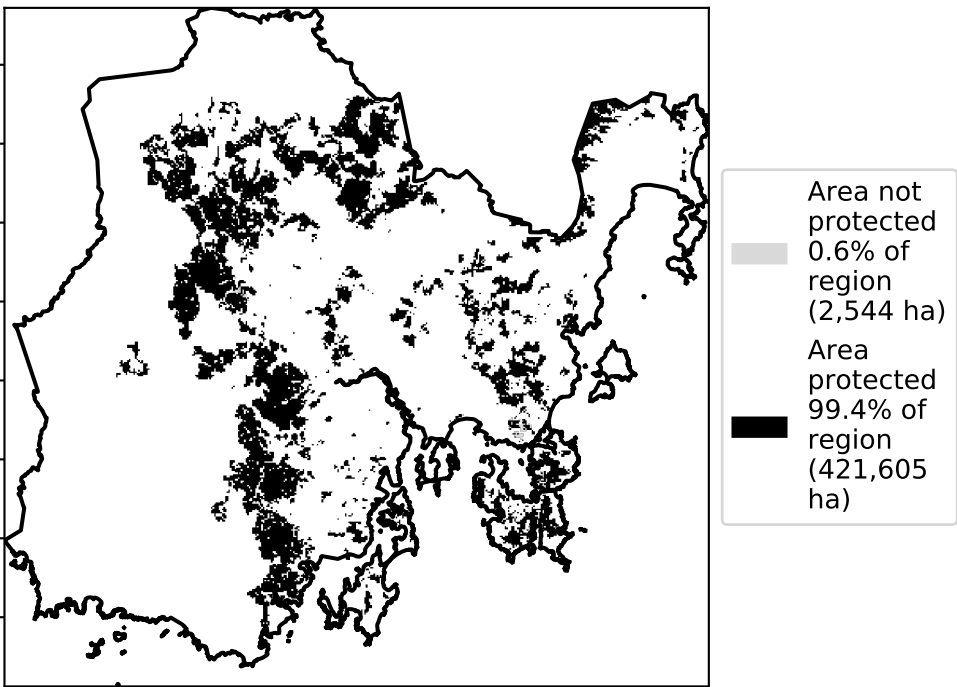 Area not
protected
0.6% of
region
(2,544 ha)
Area
protected
99.4% of
region
(421,605
ha)